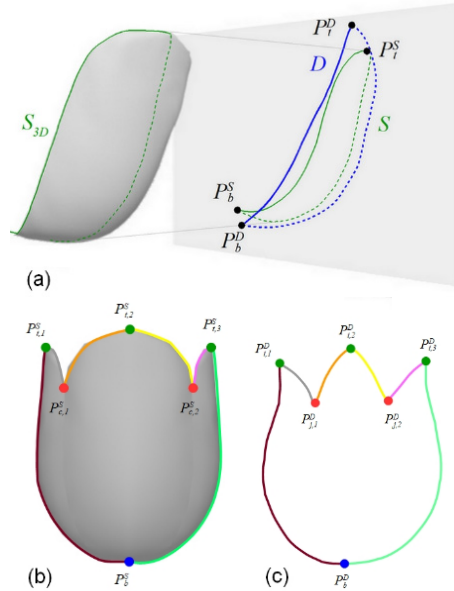 P_t^D
P_t^S
D
S_3D
S
P_b^S
P_b^D
(a)
P_t,2^S
P_t,1^S
P_t,3^S
P_c,1^S
P_c,2^S
P_b^S
(b)
P_t,2^D
P_t,1^D
P_t,3^D
P_J,1^D
P_J,2^D
P_b^D
(c)